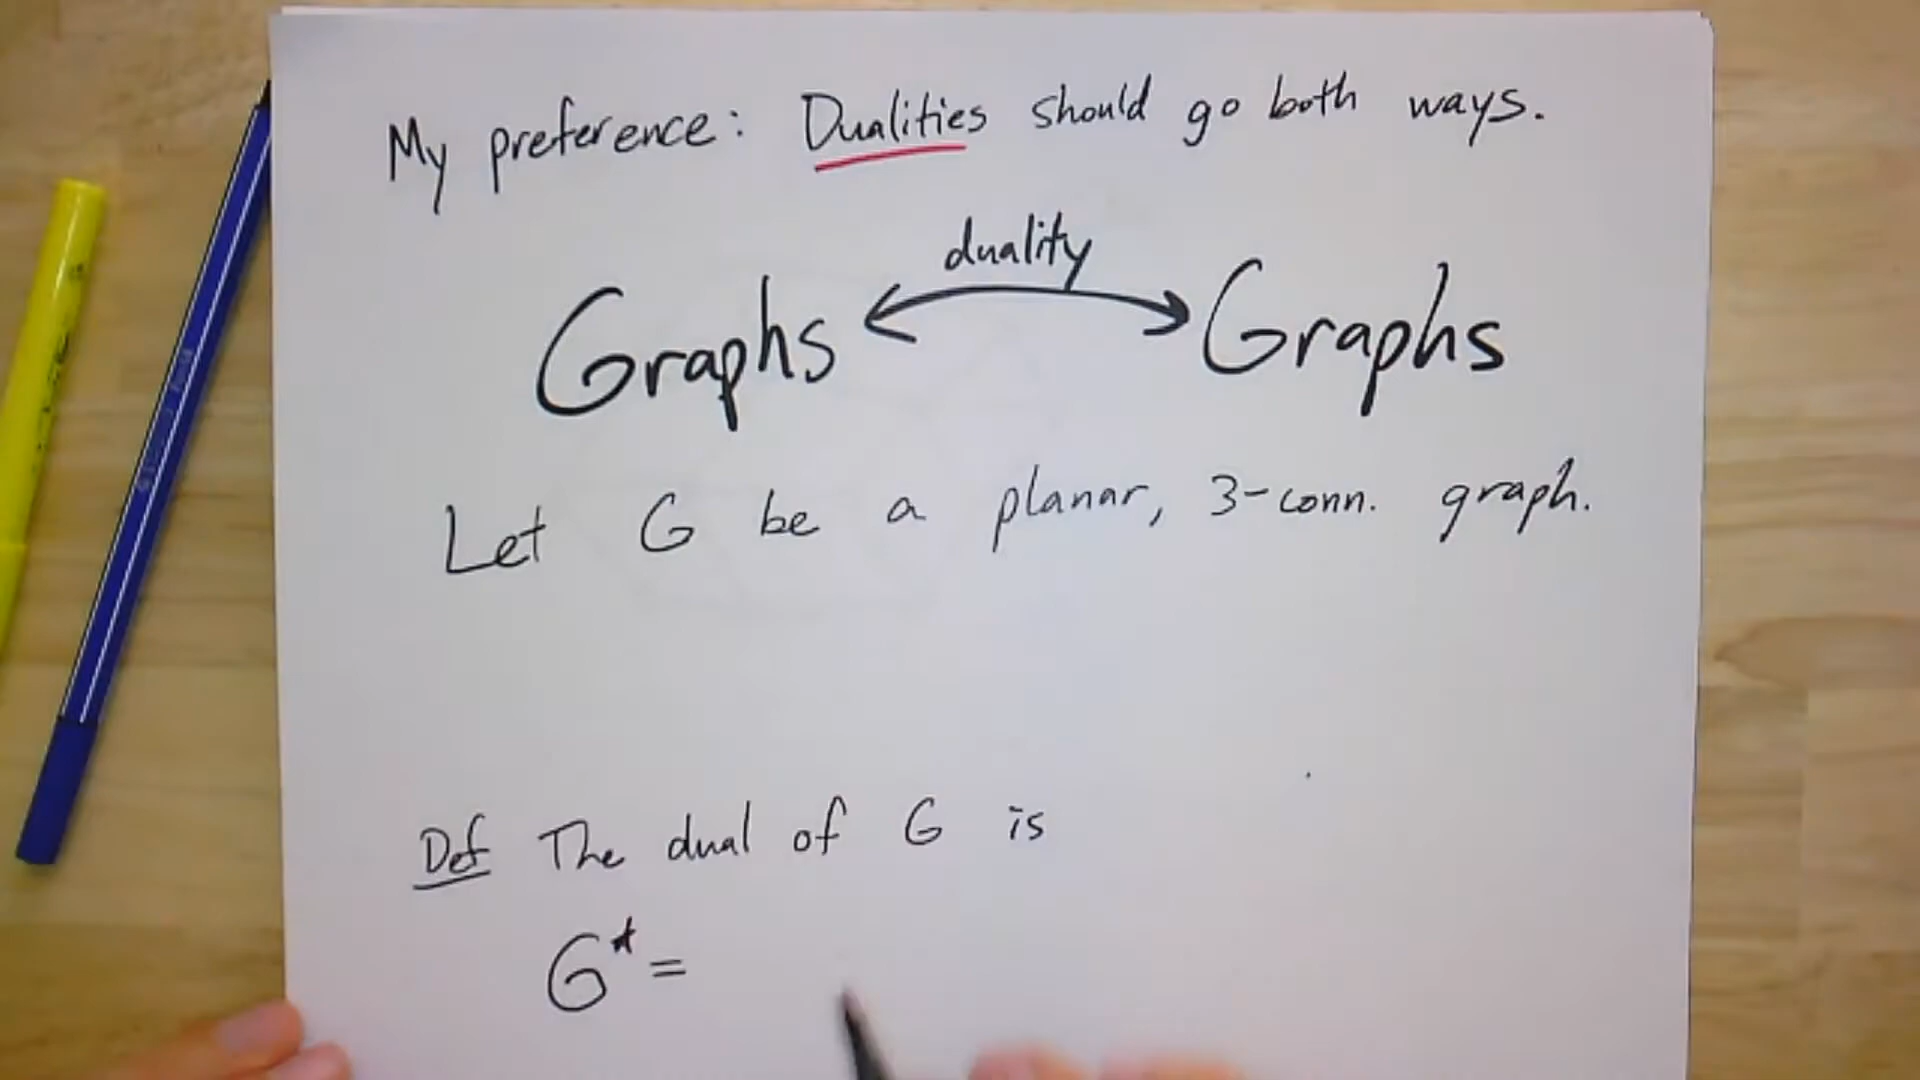 My preference: Dualities should go both ways.
duality
Graphs Graphs
Let G be a planar, 3-conn. graph.
Def The dual of G is
G* =